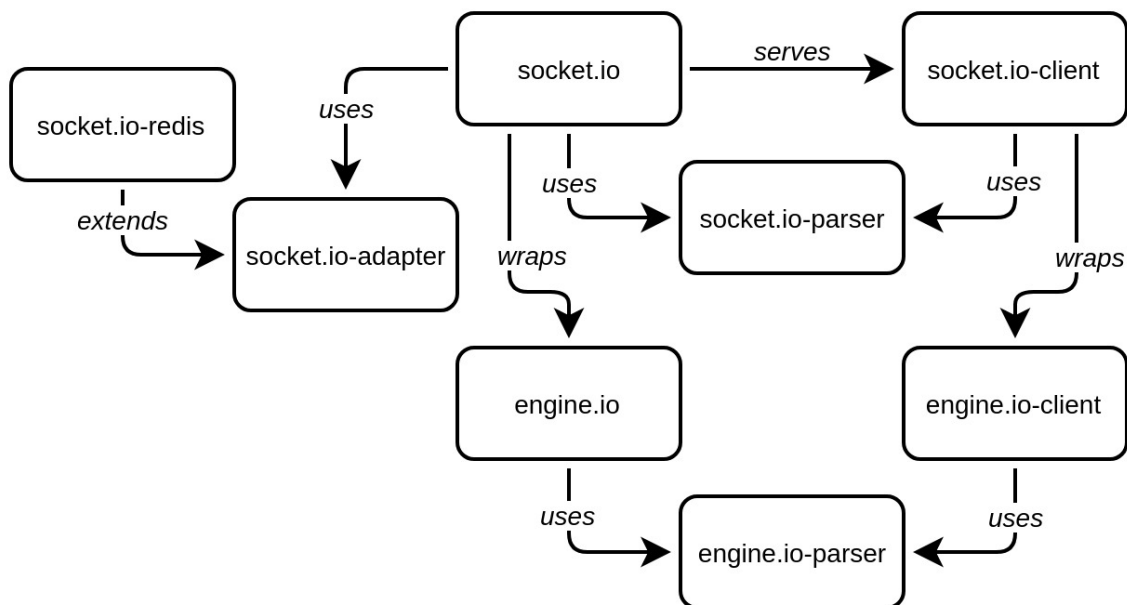 socket.io
serves
socket.io-client
socket.io-redis
uses
extends
socket.io-adapter
uses
socket.io-parser
uses
wraps
wraps
engine.io
engine.io-client
uses
engine.io-parser
uses